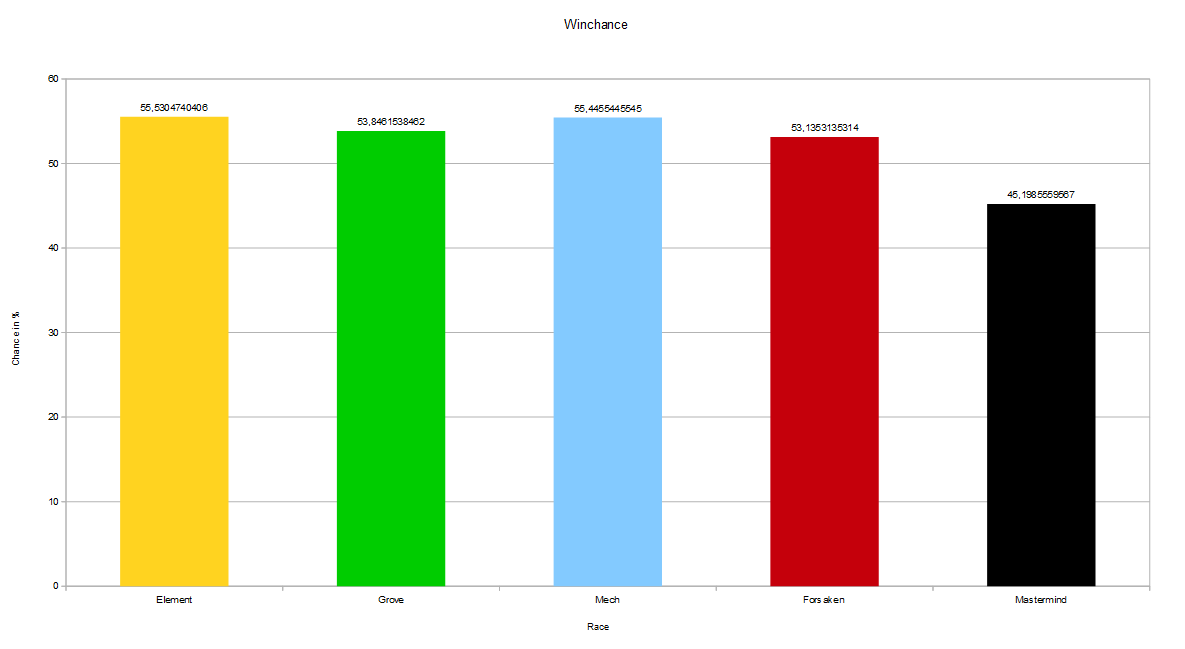 Winchance
60
55,5304740406
55,4455445545
53,8461538462
53,1353135314
50
45,1985559567
40
Chance in %
30
20
10
0
Element
Grove
Mech
Forsaken
Mastermind
Race